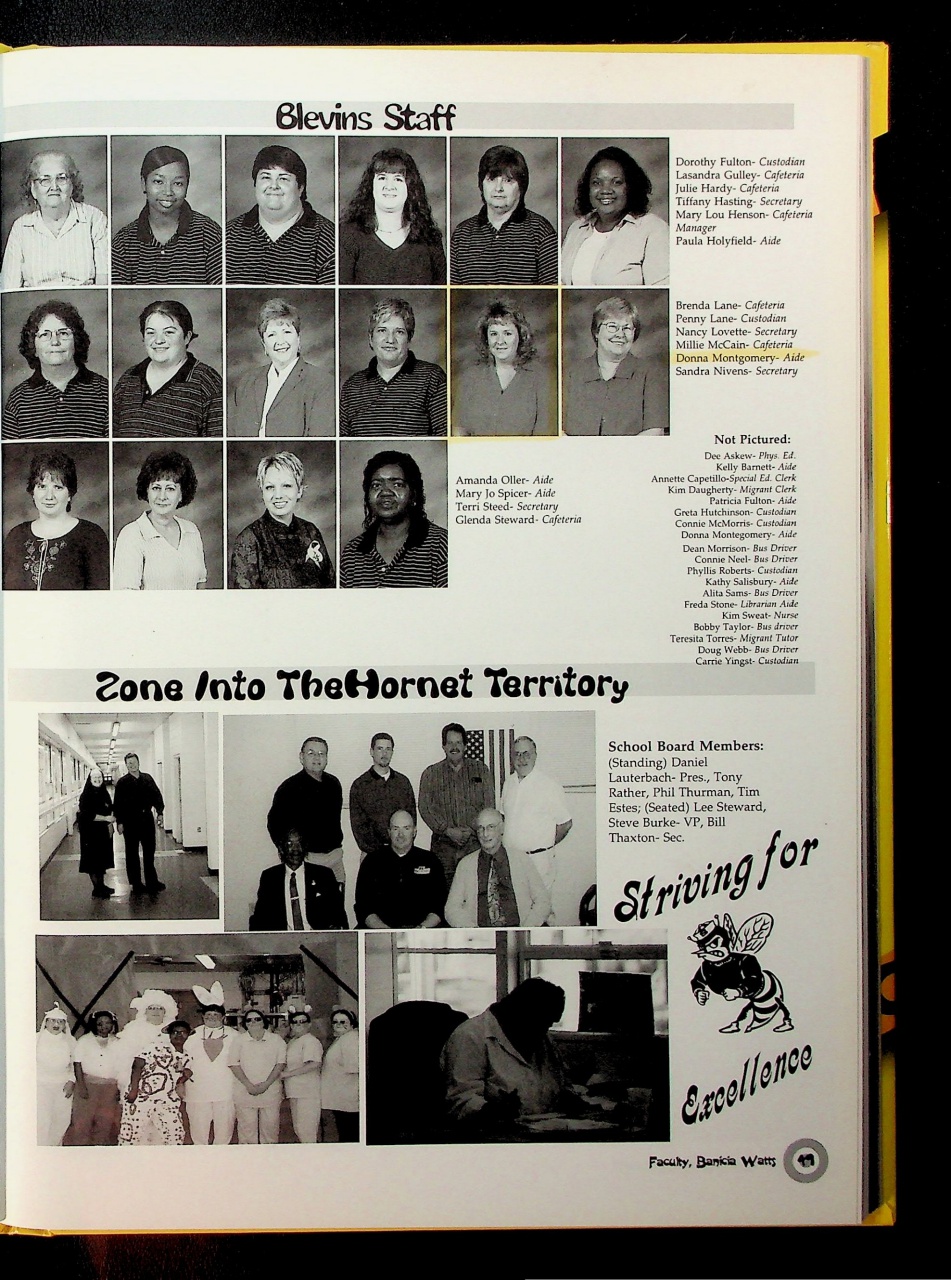 Blevins Staff
Dorothy Fulton- Custodian
Lasandra Gulley- Cafeteria
Julie Hardy- Cafeteria
Tiffany Hasting- Secretary
Mary Lou Henson- Cafeteria
Manager
Paula Holyfield- Aide
Brenda Lane- Cafeteria
Penny Lane- Custodian
Nancy Lovette- Secretary
Millie McCain- Cafeteria
Donna Montgomery- Aide
Sandra Nivens- Secretary
Amanda Oller- Aide
Mary Jo Spicer- Aide
Terri Steed- Secretary
Glenda Steward- Cafeteria
Not Pictured:
Dee Askew- Phys. Ed.
Kelly Barnett- Aide
Annette Capetillo-Special Ed. Clerk
Kim Daugherty- Migrant Clerk
Patricia Fulton- Aide
Greta Hutchinson- Custodian
Connie McMorris- Custodian
Donna Montegomery- Aide
Dean Morrison- Bus Driver
Connie Neel- Bus Driver
Phyllis Roberts- Custodian
Kathy Salisbury- Aide
Alita Sams- Bus Driver
Freda Stone- Librarian Aide
Kim Sweat- Nurse
Bobby Taylor- Bus driver
Teresita Torres- Migrant Tutor
Doug Webb- Bus Driver
Carrie Yingst- Custodian
Zone Into TheHornet Territory
School Board Members:
(Standing) Daniel
Lauterbach- Pres., Tony
Rather, Phil Thurman, Tim
Estes; (Seated) Lee Steward,
Steve Burke- VP, Bill
Thaxton- Sec.
Striving for
Excellence
Faculty, Banicia Watts